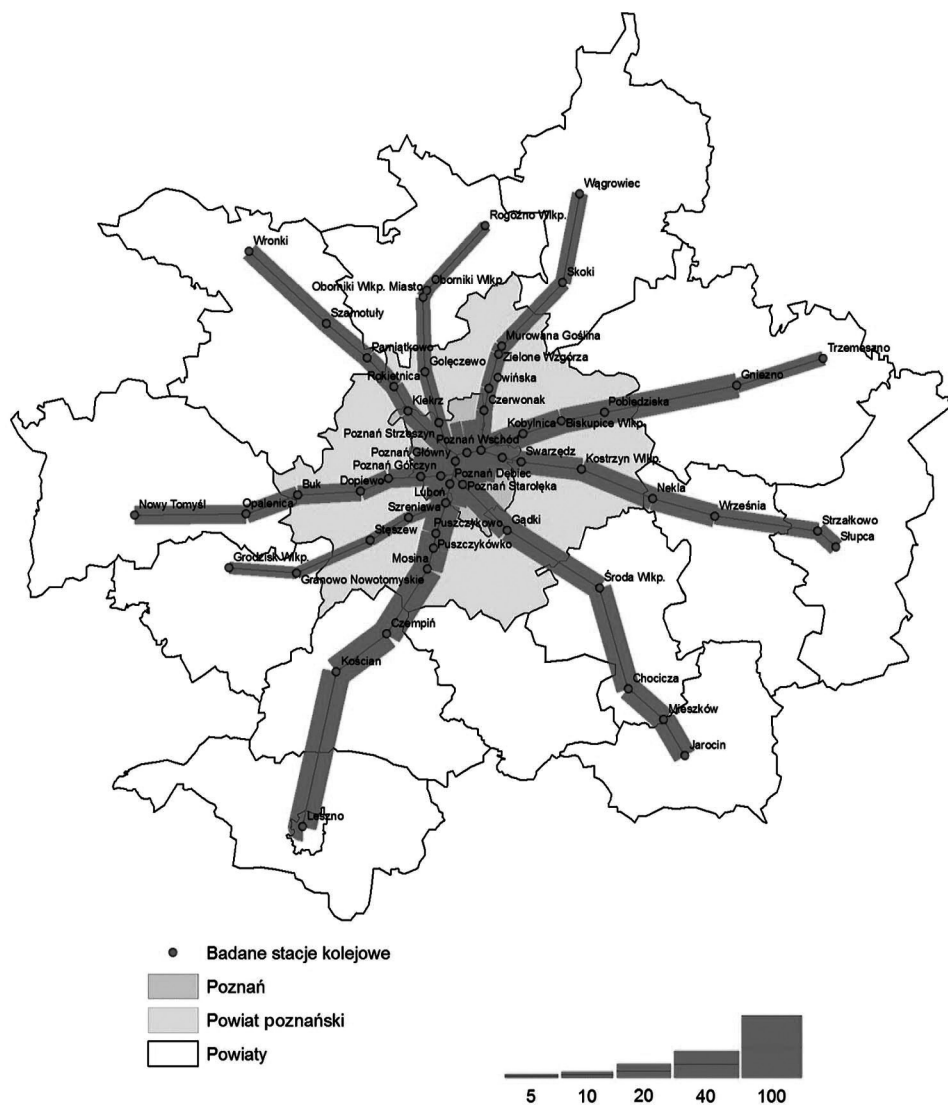 Wągrowiec
Rogoźno Wlkp.
Wronki
Skoki
Oborniki Wlkp.
Oborniki Wlkp. Miasto
Szamotuły
Murowana Goślina
Pamiątkowo
Zielone Wzgórza
Trzemeszno
Golęczewo
Gniezno
Rokietnica
Owińska
Kiekrz
Czerwonak
Pobiedziska
Kobylnica
Biskupice Wlkp.
Poznań Strzeszyn
Poznań Wschód
Poznań Główny
Swarzędz
Kostrzyn Wlkp.
Poznań Górczyn
Poznań Dębiec
Buk
Dopiewo
Luboń
Poznań Starołęka
Nowy Tomyśl
Opalenica
Nekla
Szreniawa
Września
Stęszew
Puszczykowo
Gądki
Strzałkowo
Puszczykówko
Słupca
Grodzisk Wlkp.
Mosina
Granowo Nowotomyskie
Środa Wlkp.
Czempiń
Kościan
Chocicza
Mieszków
Jarocin
Leszno
Badane stacje kolejowe
Poznań
Powiat poznański
Powiaty
5 10 20 40 100